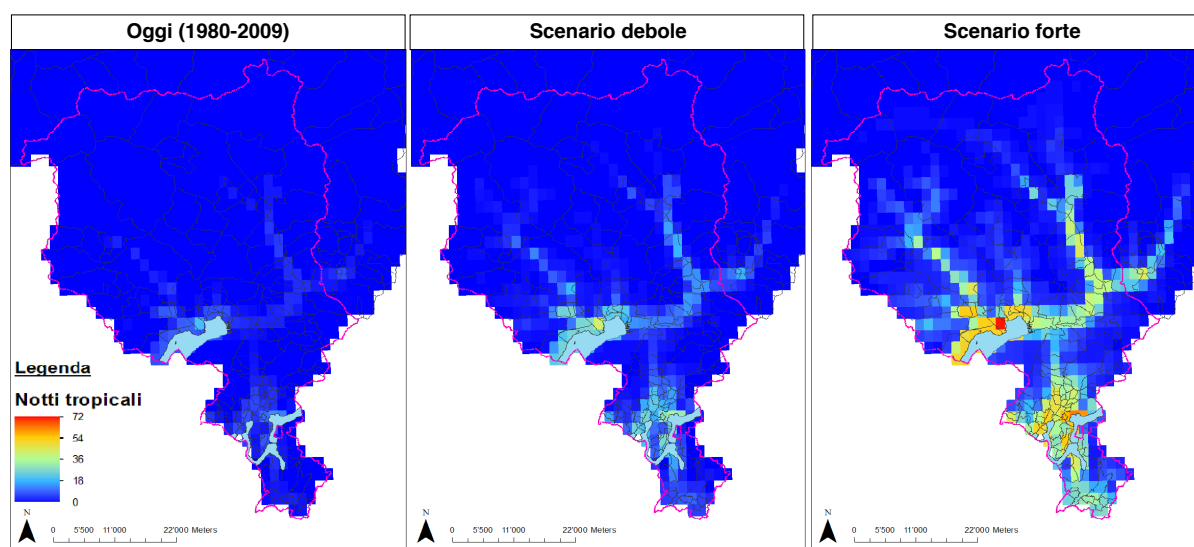 Oggi (1980-2009)
Scenario debole
Scenario forte
Legenda
Notti tropicali
72
54
36
18
0
N
0 5'500 11'000 22'000 Meters
N
0 5'500 11'000 22'000 Meters
N
0 5'500 11'000 22'000 Meters